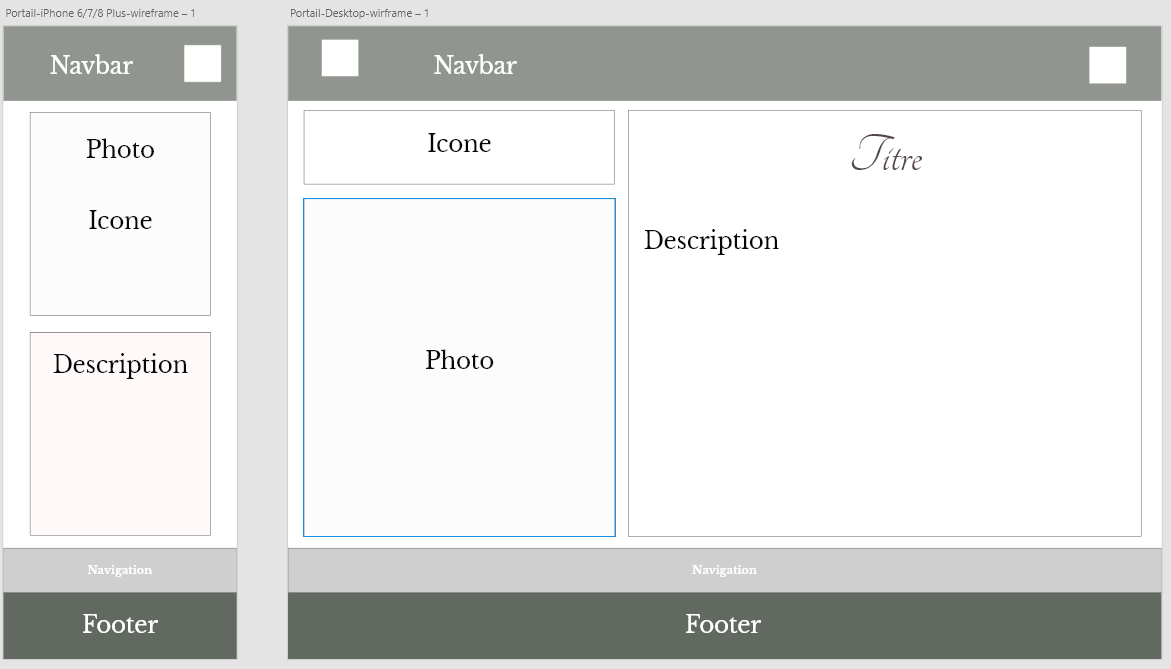 Portail-iPhone 6/7/8 Plus-wireframe – 1
Navbar
Photo
Icone
Description
Navigation
Footer
Portail-Desktop-wirframe – 1
Navbar
Icone
Photo
Titre
Description
Navigation
Footer